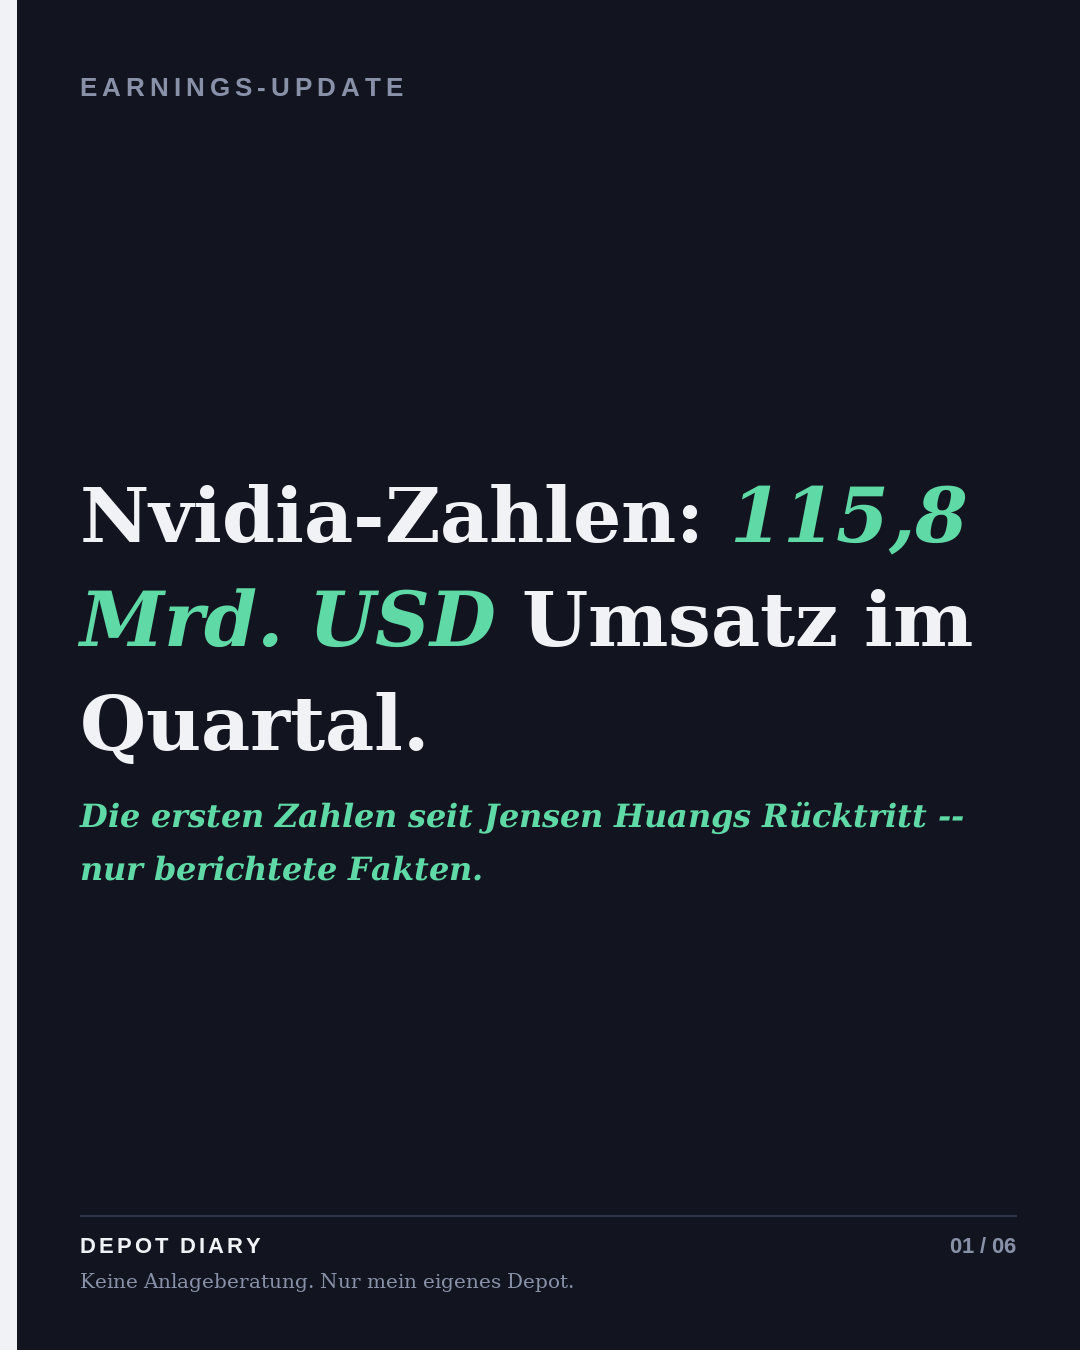 EARNINGS-UPDATE
Nvidia-Zahlen: 115,8
Mrd. USD Umsatz im
Quartal.
Die ersten Zahlen seit Jensen Huangs Rücktritt --
nur berichtete Fakten.
DEPOT DIARY
01 / 06
Keine Anlageberatung. Nur mein eigenes Depot.